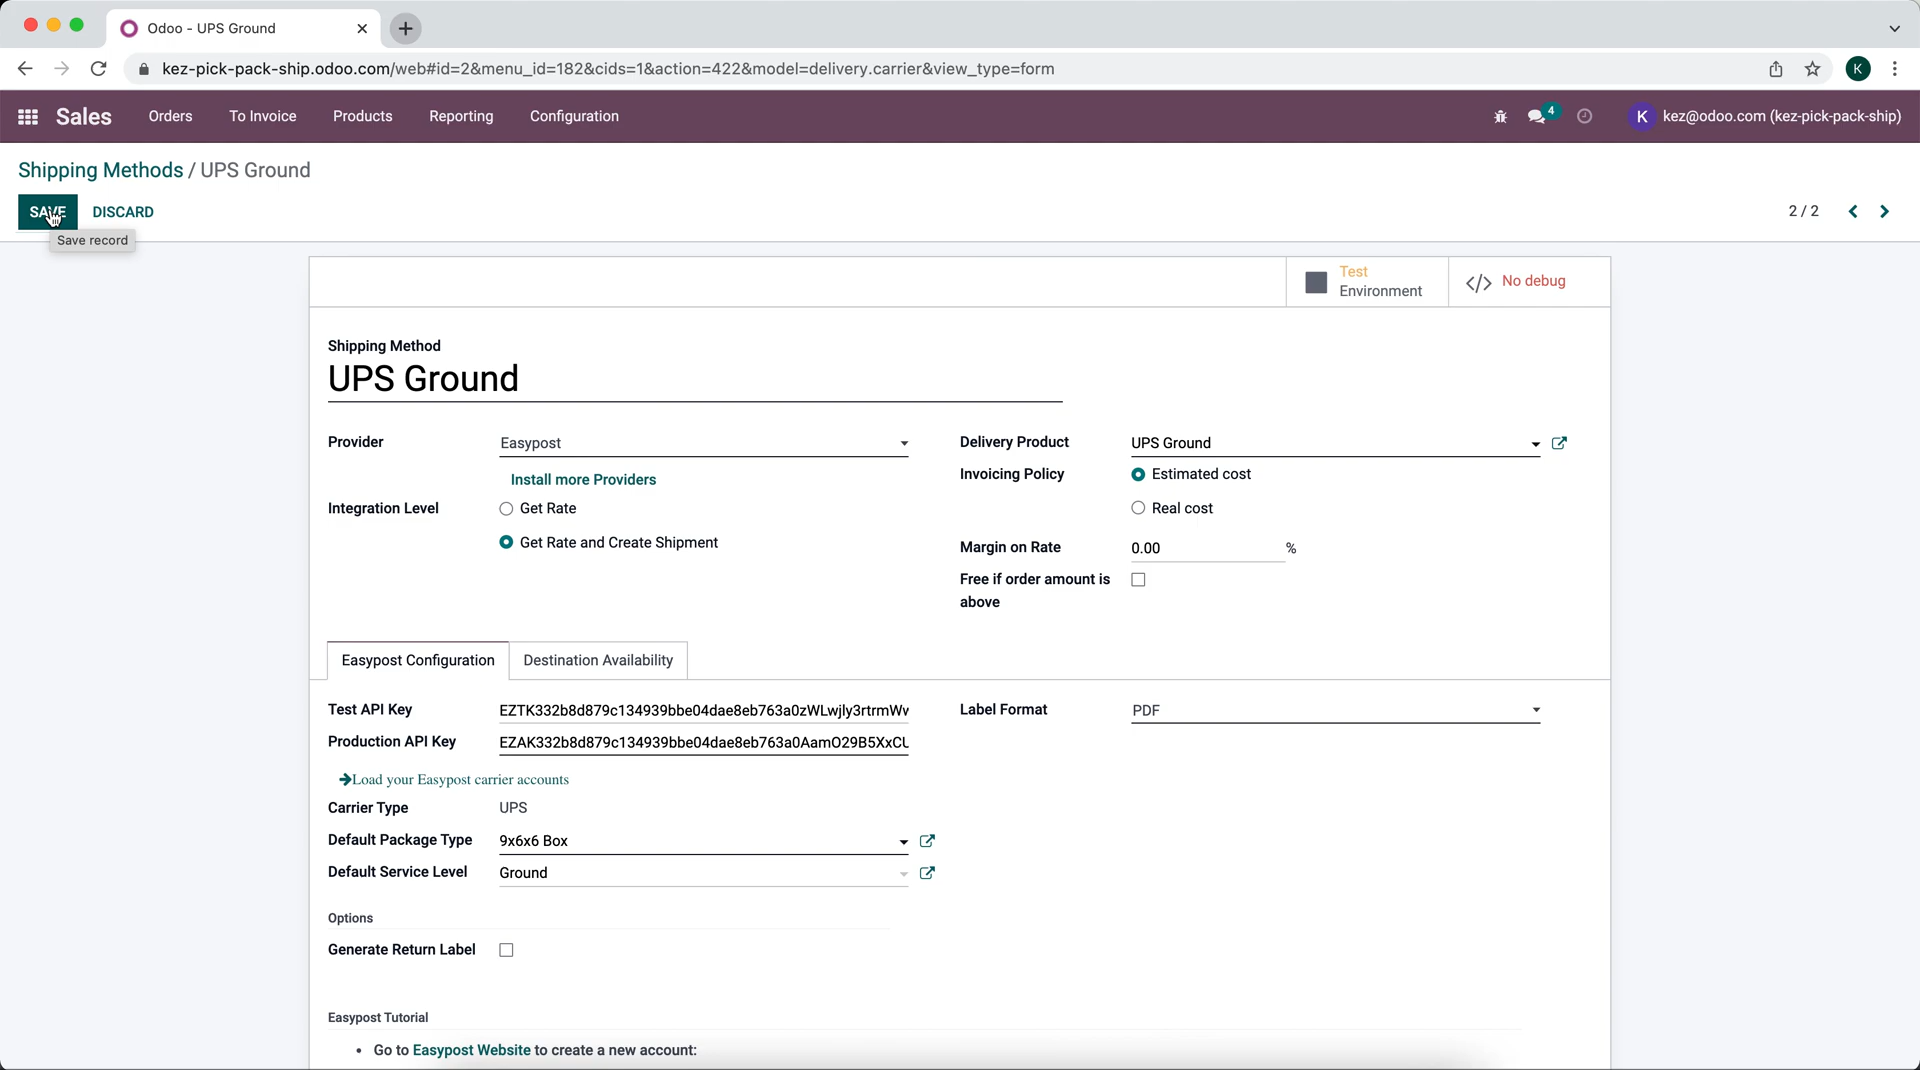 Odoo - UPS Ground
kez-pick-pack-ship.odoo.com/web#id=2&menu_id=182&cids=1&action=422&model=delivery.carrier&view_type=form
K
Sales Orders To Invoice Products Reporting Configuration 4 K kez@odoo.com (kez-pick-pack-ship)
Shipping Methods / UPS Ground
SAVE DISCARD 2 / 2
Save record
Test
Environment
</> No debug
Shipping Method
UPS Ground
Provider Easypost Delivery Product UPS Ground
Install more Providers Invoicing Policy Estimated cost
Integration Level Get Rate Real cost
Get Rate and Create Shipment Margin on Rate 0.00 %
Free if order amount is
above
Easypost Configuration Destination Availability
Test API Key EZTK332b8d879c134939bbe04dae8eb763a0zWLwjly3rtrmWv Label Format PDF
Production API Key EZAK332b8d879c134939bbe04dae8eb763a0AamO29B5XxCU
Load your Easypost carrier accounts
Carrier Type UPS
Default Package Type 9x6x6 Box
Default Service Level Ground
Options
Generate Return Label
Easypost Tutorial
• Go to Easypost Website to create a new account: